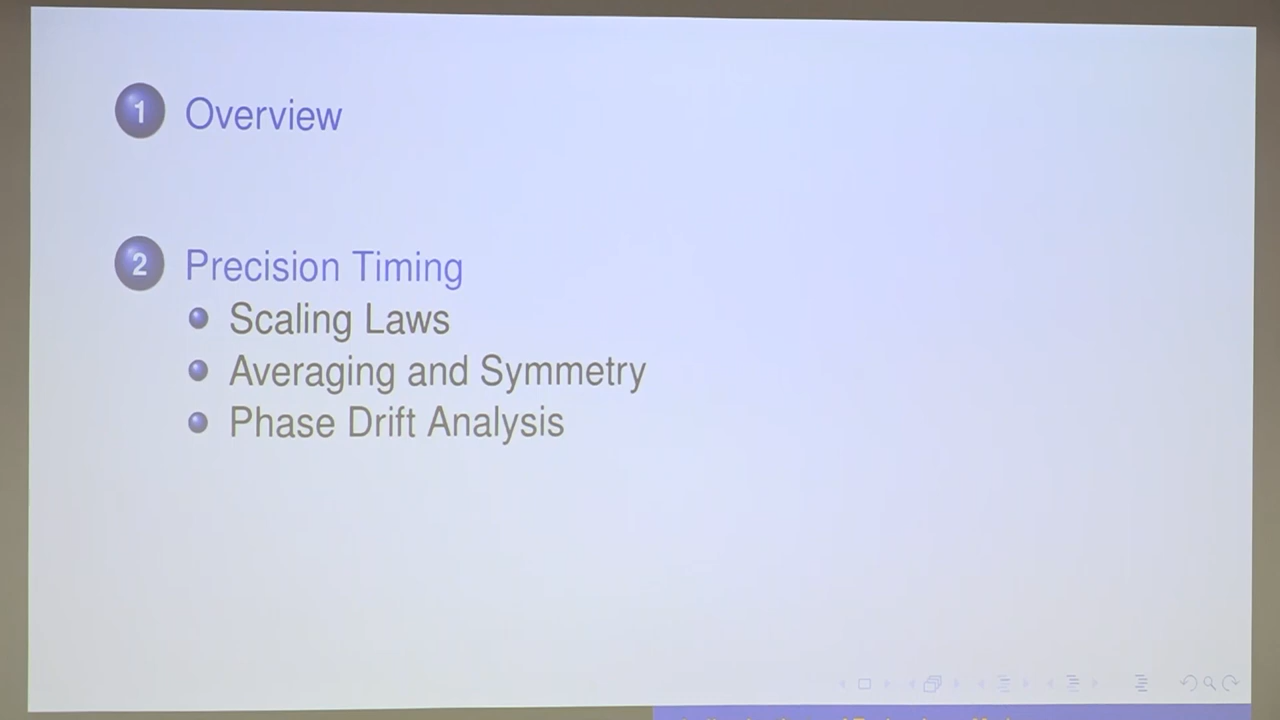 1 Overview
2 Precision Timing
Scaling Laws
Averaging and Symmetry
Phase Drift Analysis